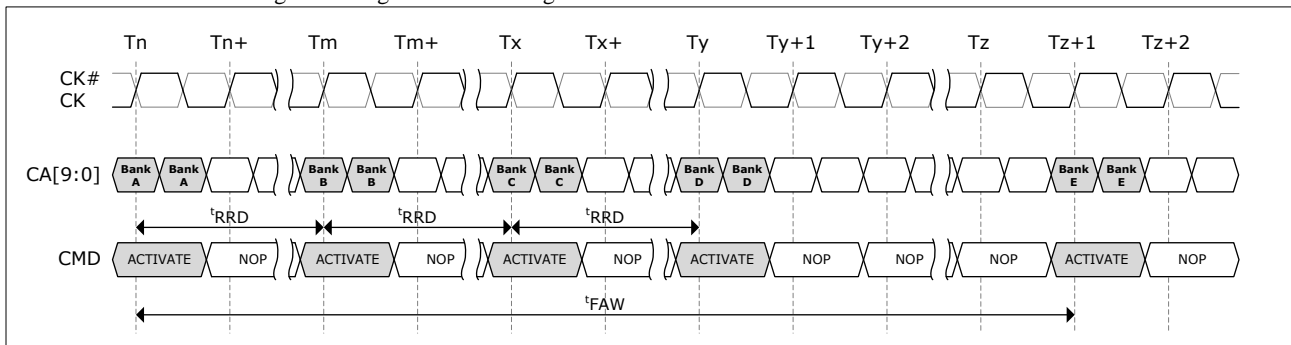 Tn Tn+ Tm Tm+ Tx Tx+ Ty Ty+1 Ty+2 Tz Tz+1 Tz+2
CK#
CK
CA[9:0] Bank A Bank A Bank B Bank B Bank C Bank C Bank D Bank D Bank E Bank E
tRRD tRRD tRRD
CMD ACTIVATE NOP ACTIVATE NOP ACTIVATE NOP ACTIVATE NOP NOP NOP ACTIVATE NOP
tFAW